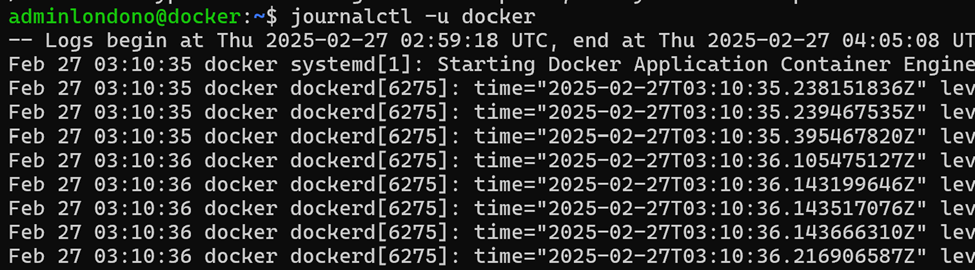 adminlondono@docker:~$ journalctl -u docker
-- Logs begin at Thu 2025-02-27 02:59:18 UTC, end at Thu 2025-02-27 04:05:08 UT
Feb 27 03:10:35 docker systemd[1]: Starting Docker Application Container Engine
Feb 27 03:10:35 docker dockerd[6275]: time="2025-02-27T03:10:35.238151836Z" lev
Feb 27 03:10:35 docker dockerd[6275]: time="2025-02-27T03:10:35.239467535Z" lev
Feb 27 03:10:35 docker dockerd[6275]: time="2025-02-27T03:10:35.395467820Z" lev
Feb 27 03:10:36 docker dockerd[6275]: time="2025-02-27T03:10:36.105475127Z" lev
Feb 27 03:10:36 docker dockerd[6275]: time="2025-02-27T03:10:36.143199646Z" lev
Feb 27 03:10:36 docker dockerd[6275]: time="2025-02-27T03:10:36.143517076Z" lev
Feb 27 03:10:36 docker dockerd[6275]: time="2025-02-27T03:10:36.143666310Z" lev
Feb 27 03:10:36 docker dockerd[6275]: time="2025-02-27T03:10:36.216906587Z" lev